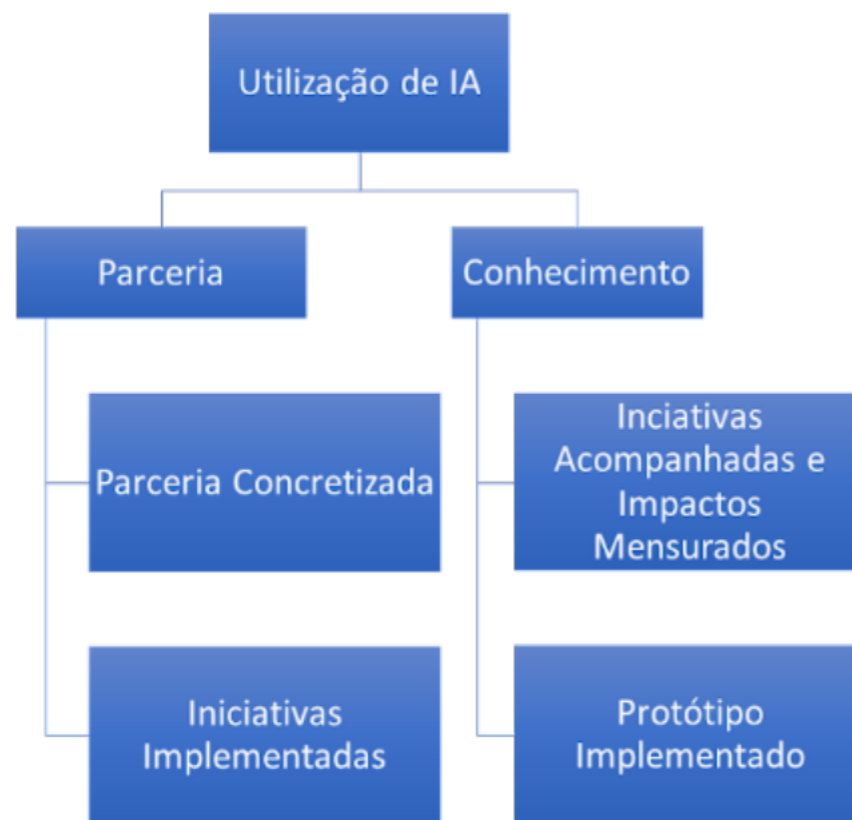 Utilização de IA
Parceria
Conhecimento
Parceria Concretizada
Inciativas
Acompanhadas e
Impactos
Mensurados
Iniciativas
Implementadas
Protótipo
Implementado